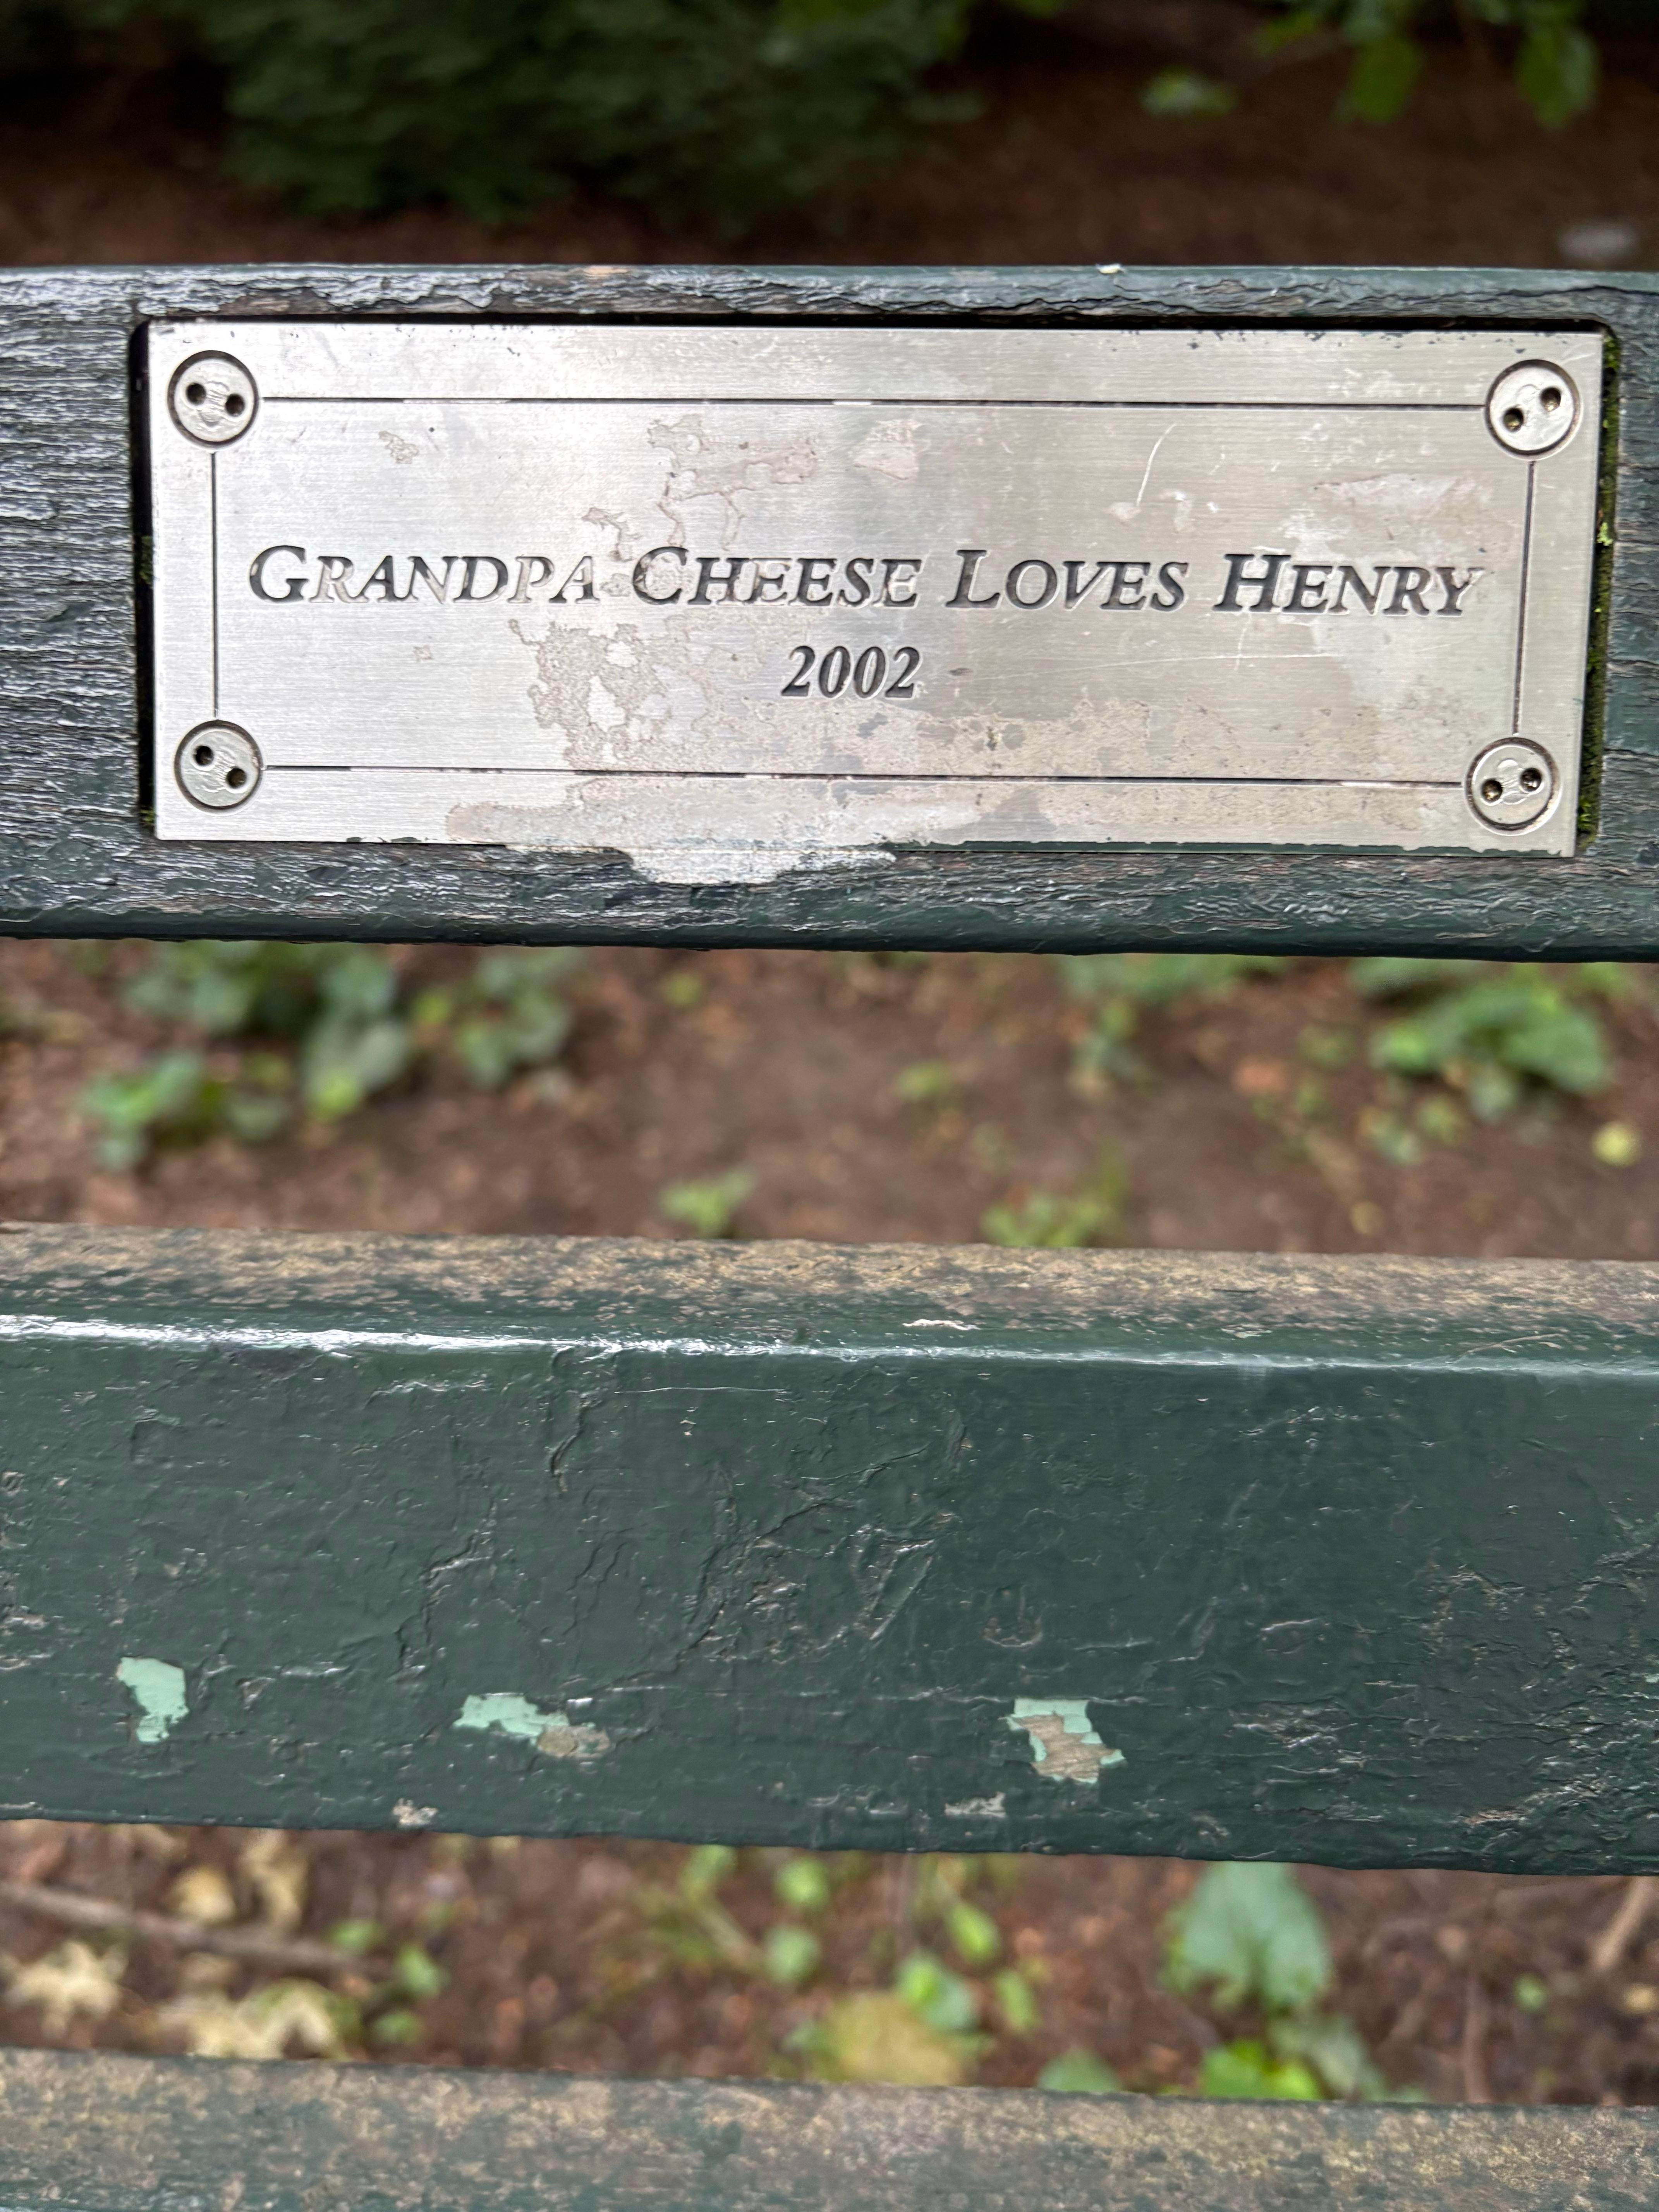 GRANDPA CHEESE LOVES HENRY
2002